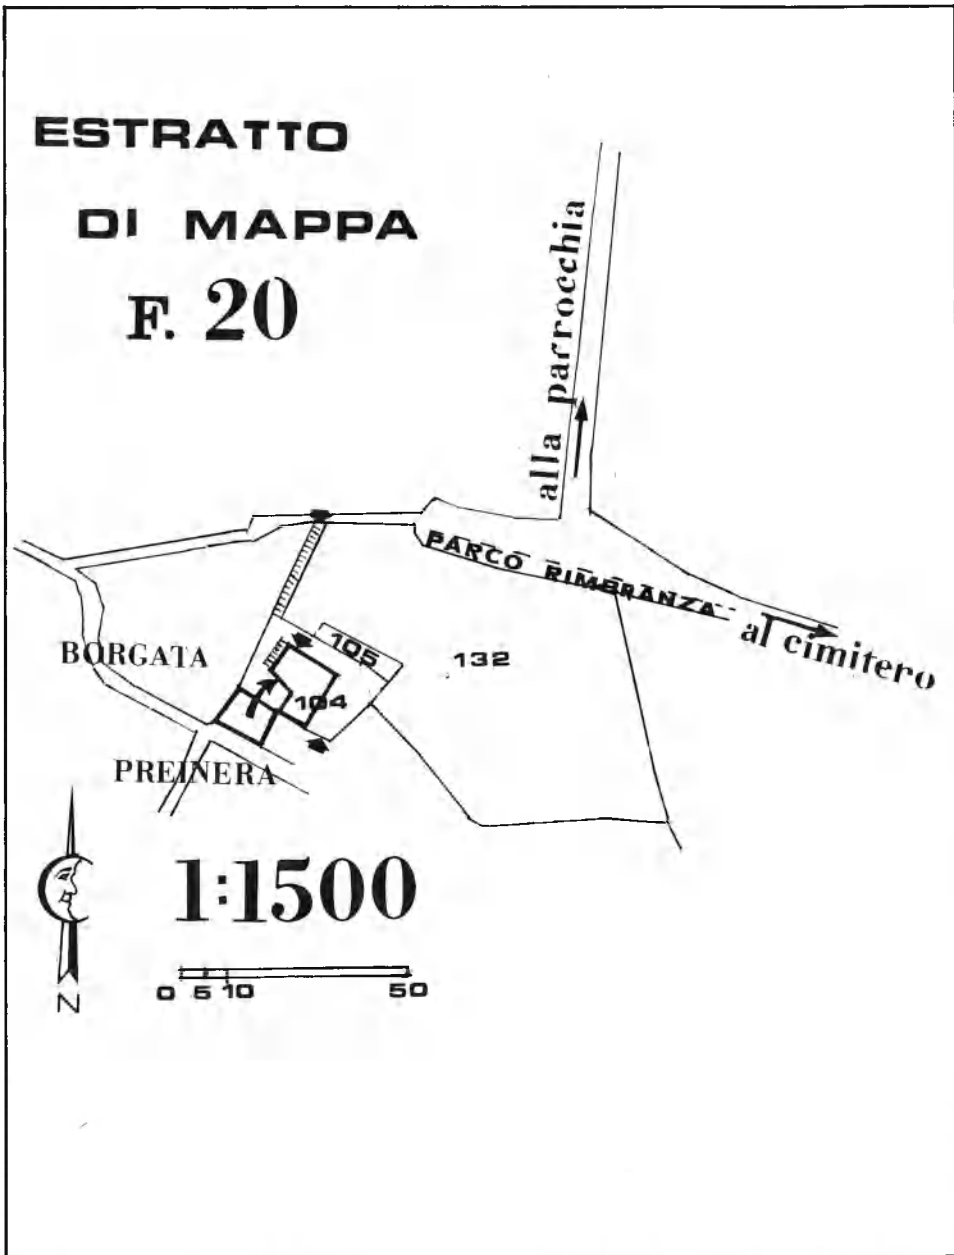 ESTRATTO
DI MAPPA
F. 20
alla parrocchia
PARCO RIMBRANZA
al cimitero
BORGATA
105
132
104
PREINERA
1:1500
0 5 10 50
N